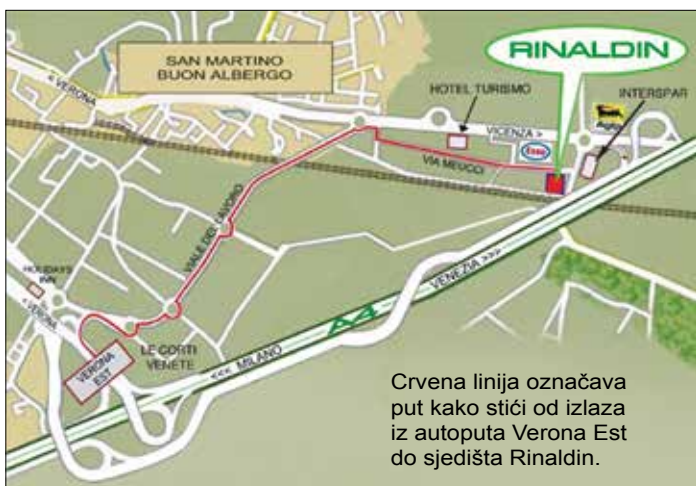 SAN MARTINO
BUON ALBERGO
RINALDIN
< VERONA
HOTEL TURISMO
INTERSPAR
Agip
VICENZA >
Esso
VIA MEUCCI
VIALE DEL LAVORO
HOLIDAYS
INN
< VERONA
VERONA
EST
LE CORTI
VENETE
<<< MILANO
A4
VENEZIA >>>
Crvena linija označava
put kako stići od izlaza
iz autoputa Verona Est
do sjedišta Rinaldin.